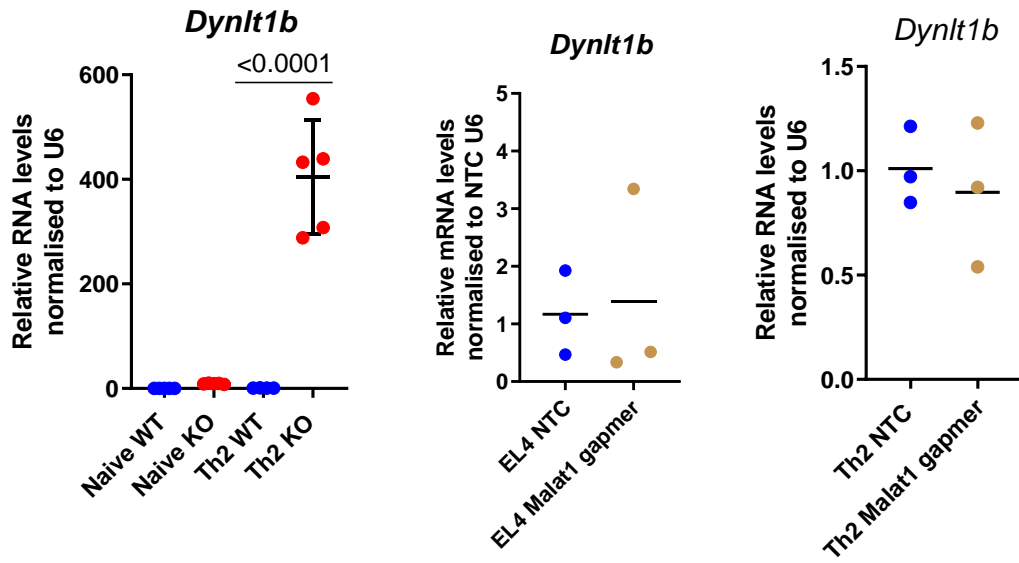 Dynlt1b
<0.0001
Relative RNA levels
normalised to U6
600
400
200
0
Naive WT
Naive KO
Th2 WT
Th2 KO
Dynlt1b
Relative mRNA levels
normalised to NTC U6
5
4
3
2
1
0
EL4 NTC
EL4 Malat1 gapmer
Dynlt1b
Relative RNA levels
normalised to U6
1.5
1.0
0.5
0.0
Th2 NTC
Th2 Malat1 gapmer